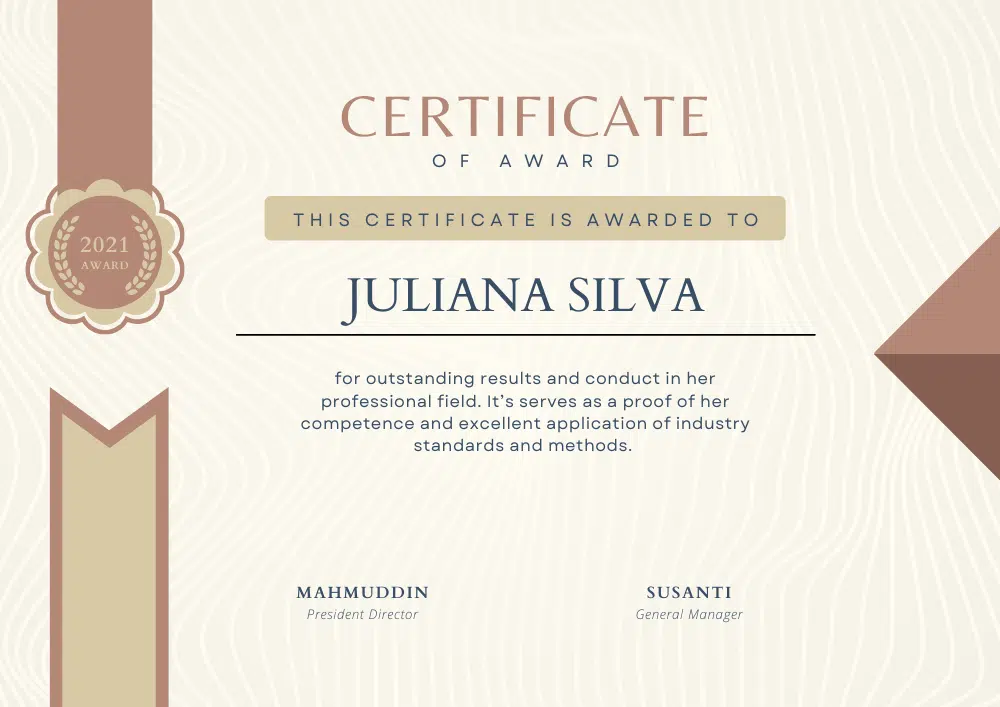 CERTIFICATE
OF AWARD
THIS CERTIFICATE IS AWARDED TO
2021
AWARD
JULIANA SILVA
for outstanding results and conduct in her
professional field. It’s serves as a proof of her
competence and excellent application of industry
standards and methods.
MAHMUDDIN
President Director
SUSANTI
General Manager